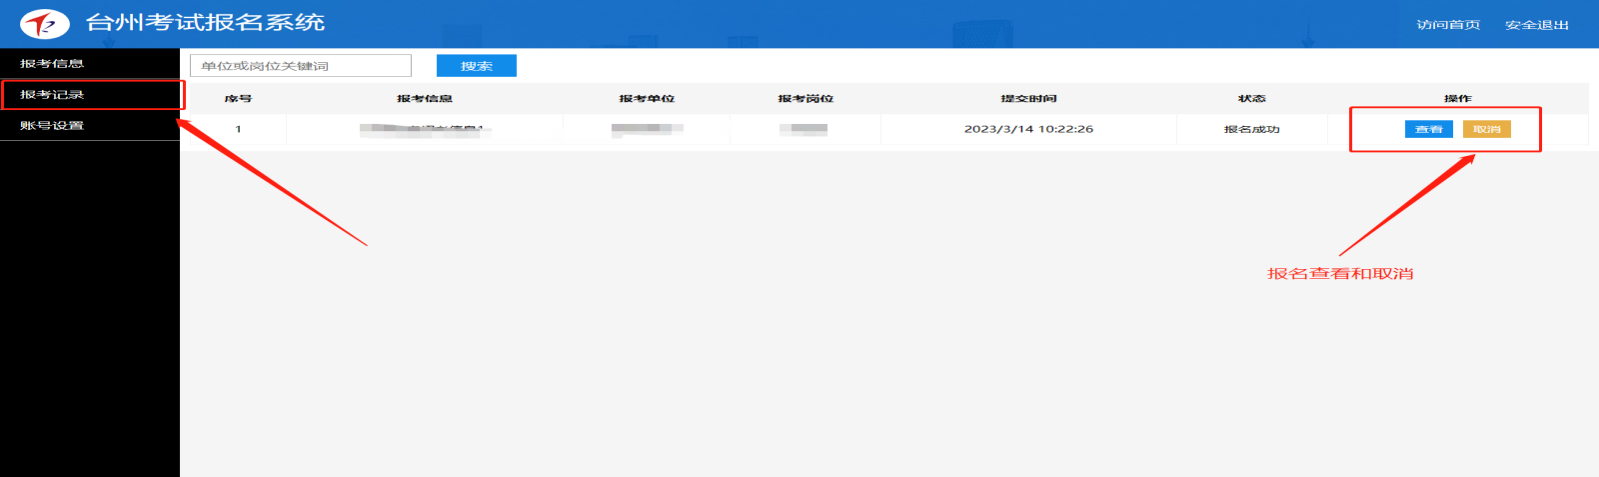 台州考试报名系统
访问首页 安全退出
报考信息
报考记录
账号设置
单位或岗位关键词 搜索
序号 报考信息 报考单位 报考岗位 提交时间 状态 操作
1 2023/3/14 10:22:26 报名成功 查看 取消
报名查看和取消